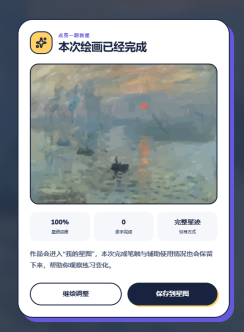 点亮一颗新星
本次绘画已经完成
100%
0
完整星迹
作品会进入“我的星图”，本次完成笔触与辅助使用情况也会保留
下来，帮助你观察练习变化。
继续调整
保存到星图